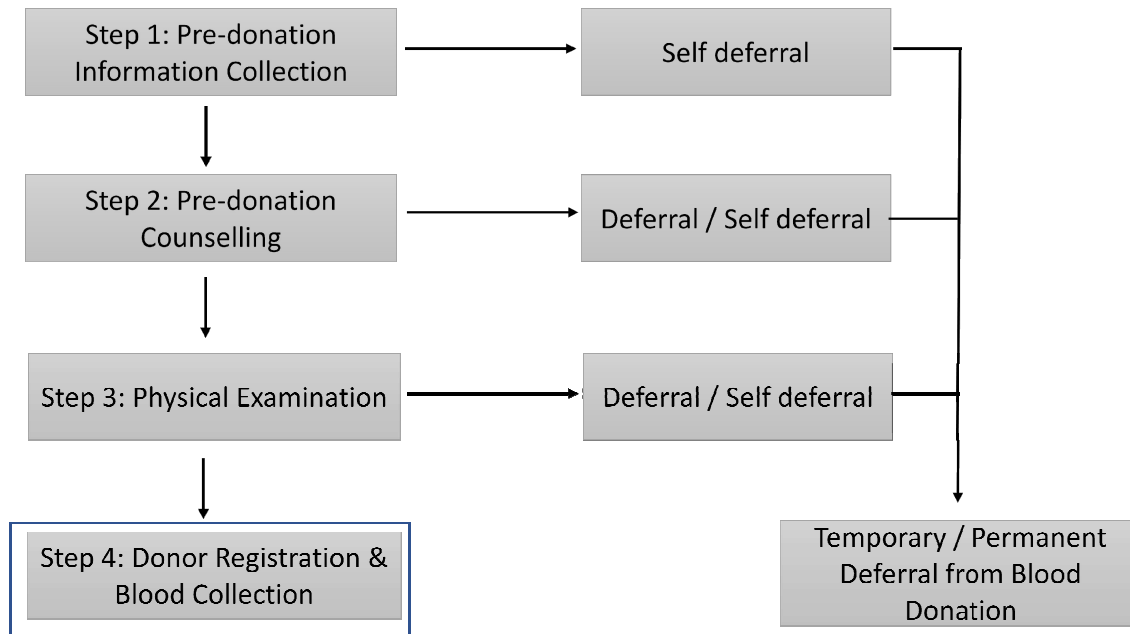 Step 1: Pre-donation
Information Collection
Self deferral
Step 2: Pre-donation
Counselling
Deferral / Self deferral
Step 3: Physical Examination
Deferral / Self deferral
Step 4: Donor Registration &
Blood Collection
Temporary / Permanent
Deferral from Blood
Donation